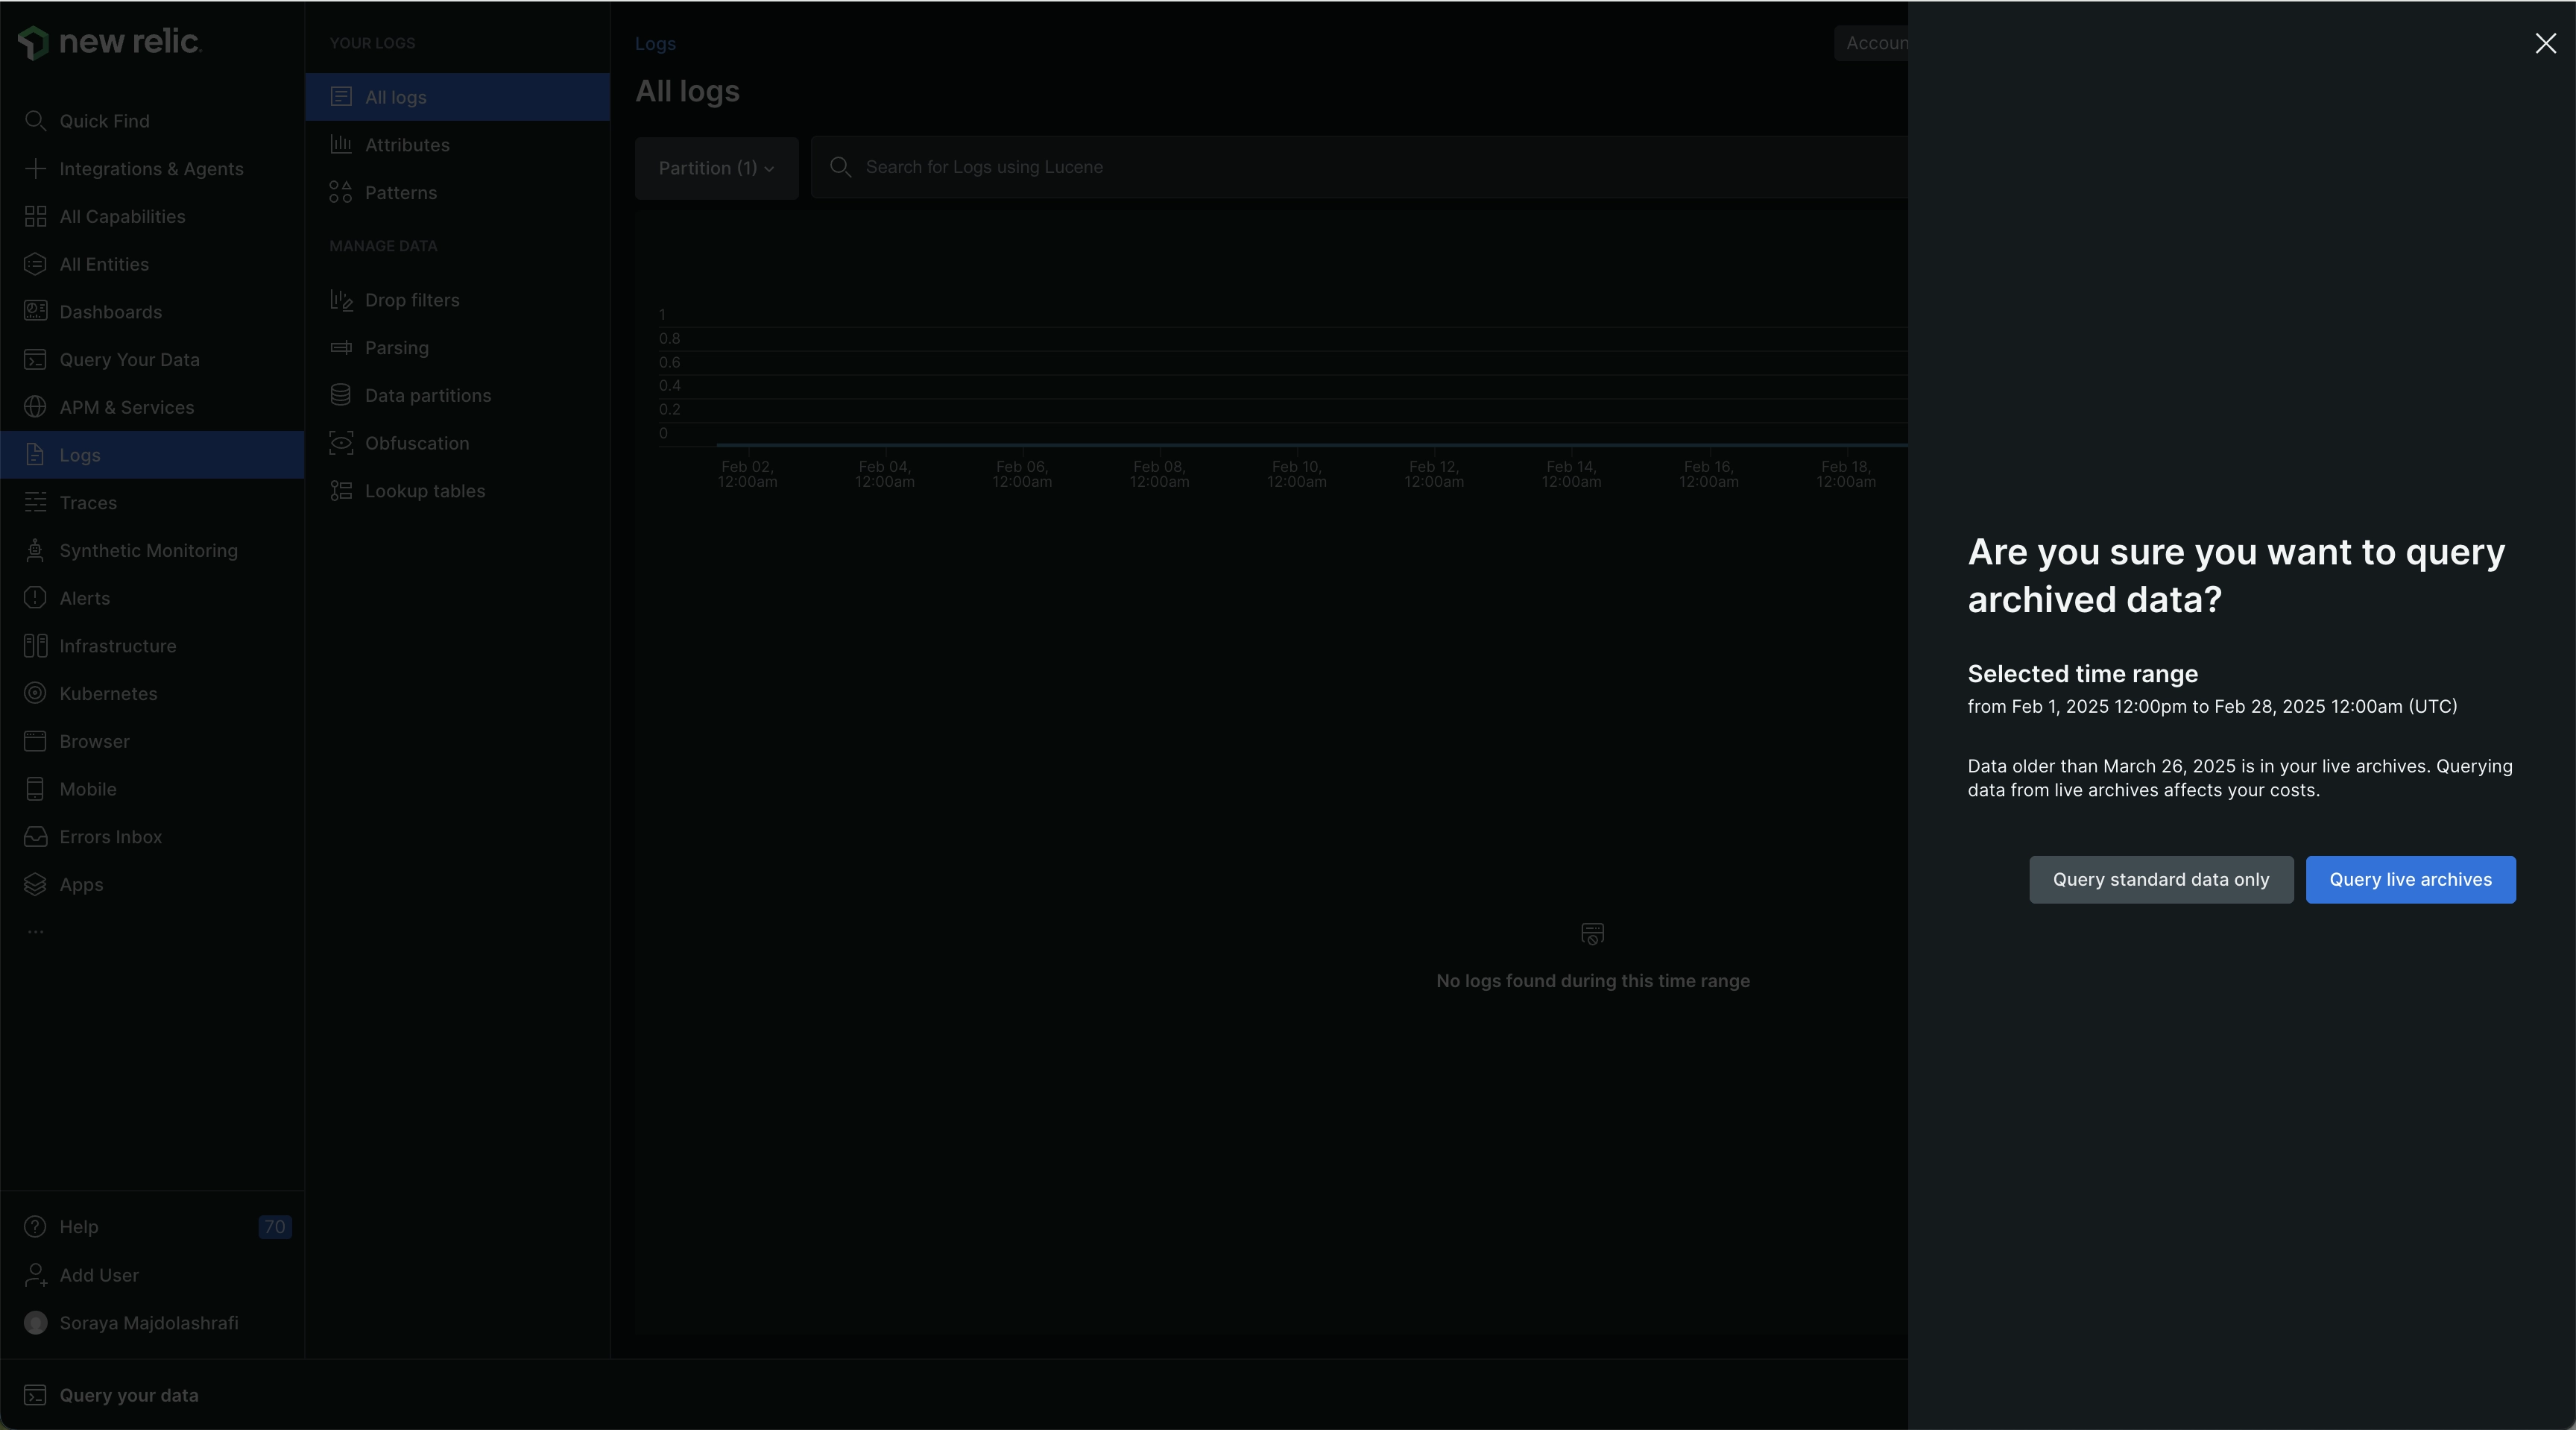 new relic.
Quick Find
Integrations & Agents
All Capabilities
All Entities
Dashboards
Query Your Data
APM & Services
Logs
Traces
Synthetic Monitoring
Alerts
Infrastructure
Kubernetes
Browser
Mobile
Errors Inbox
Apps
...
Help
70
Add User
Soraya Majdolashrafi
Query your data
YOUR LOGS
All logs
Attributes
Patterns
MANAGE DATA
Drop filters
Parsing
Data partitions
Obfuscation
Lookup tables
Logs
Accoun
All logs
Partition (1)
Search for Logs using Lucene
1
0.8
0.6
0.4
0.2
0
Feb 02, Feb 04, Feb 06, Feb 08, Feb 10, Feb 12, Feb 14, Feb 16, Feb 18,
12:00am 12:00am 12:00am 12:00am 12:00am 12:00am 12:00am 12:00am 12:00am
No logs found during this time range
Are you sure you want to query
archived data?
Selected time range
from Feb 1, 2025 12:00pm to Feb 28, 2025 12:00am (UTC)
Data older than March 26, 2025 is in your live archives. Querying
data from live archives affects your costs.
Query standard data only
Query live archives